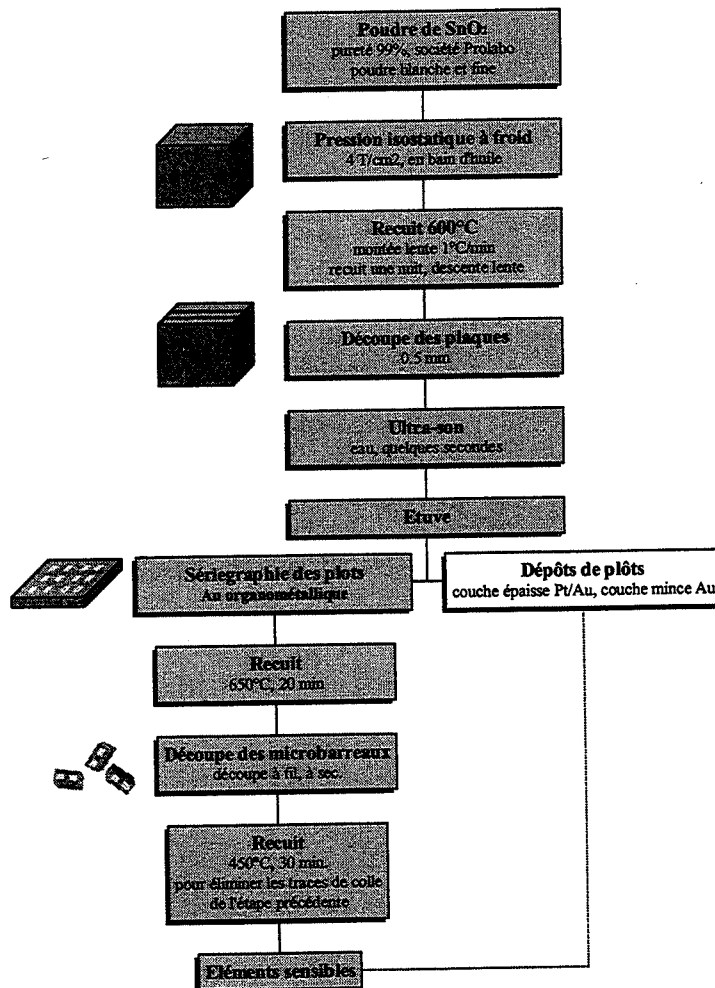 Poudre de SnO₂
pureté 99%, société Prolabo
poudre blanche et fine
Pression isostatique à froid
4 T/cm2, en bain d'huile
Recuit 600°C
montée lente 1°C/min
recuit une nuit, descente lente
Découpe des plaques
0.5 mm
Ultra-son
eau, quelques secondes
Etuve
Sériegraphie des plots
Au organométallique
Dépôts de plôts
couche épaisse Pt/Au, couche mince Au
Recuit
650°C, 20 min
Découpe des microbarreaux
découpe à fil, à sec.
Recuit
450°C, 30 min.
pour éliminer les traces de colle
de l'étape précédente
Eléments sensibles